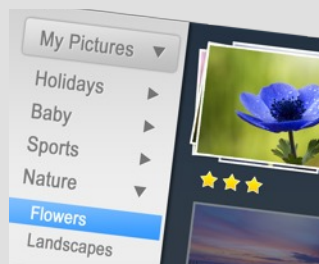 My Pictures
Holidays
Baby
Sports
Nature
Flowers
Landscapes